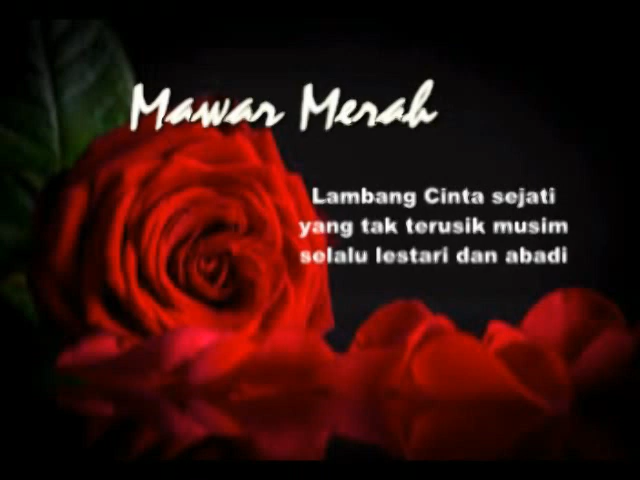 Mawar Merah
Lambang Cinta sejati
yang tak terusik musim
selalu lestari dan abadi